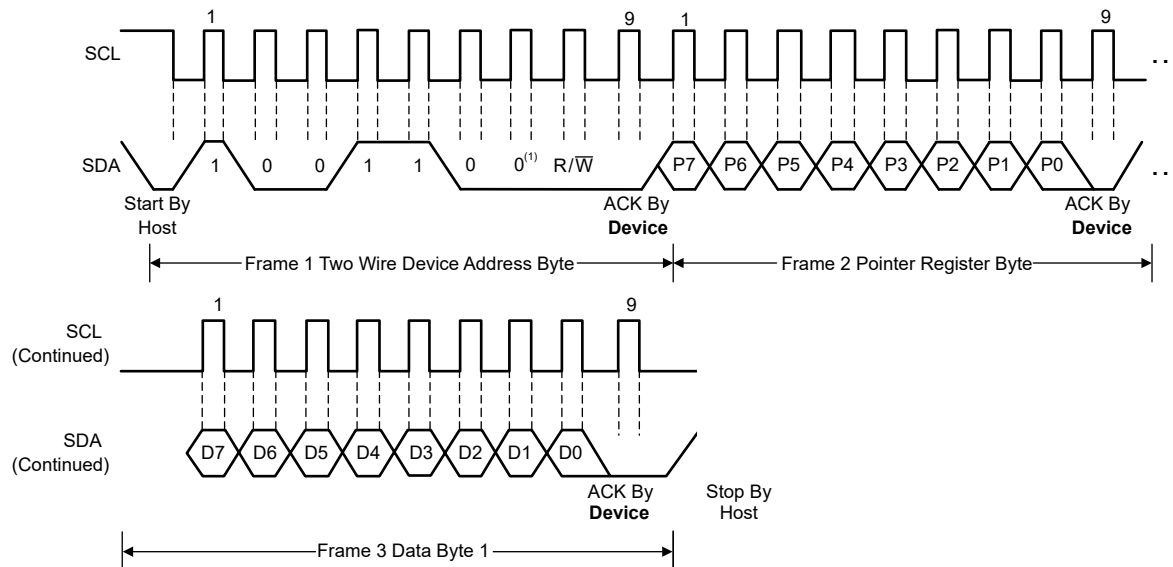 1 9 1 9
SCL
SDA 1 0 0 1 1 0 0(1) R/W̅ P7 P6 P5 P4 P3 P2 P1 P0
Start By
Host
ACK By
Device
ACK By
Device
Frame 1 Two Wire Device Address Byte
Frame 2 Pointer Register Byte
1 9
SCL
(Continued)
SDA
(Continued)
D7 D6 D5 D4 D3 D2 D1 D0
ACK By
Device
Stop By
Host
Frame 3 Data Byte 1